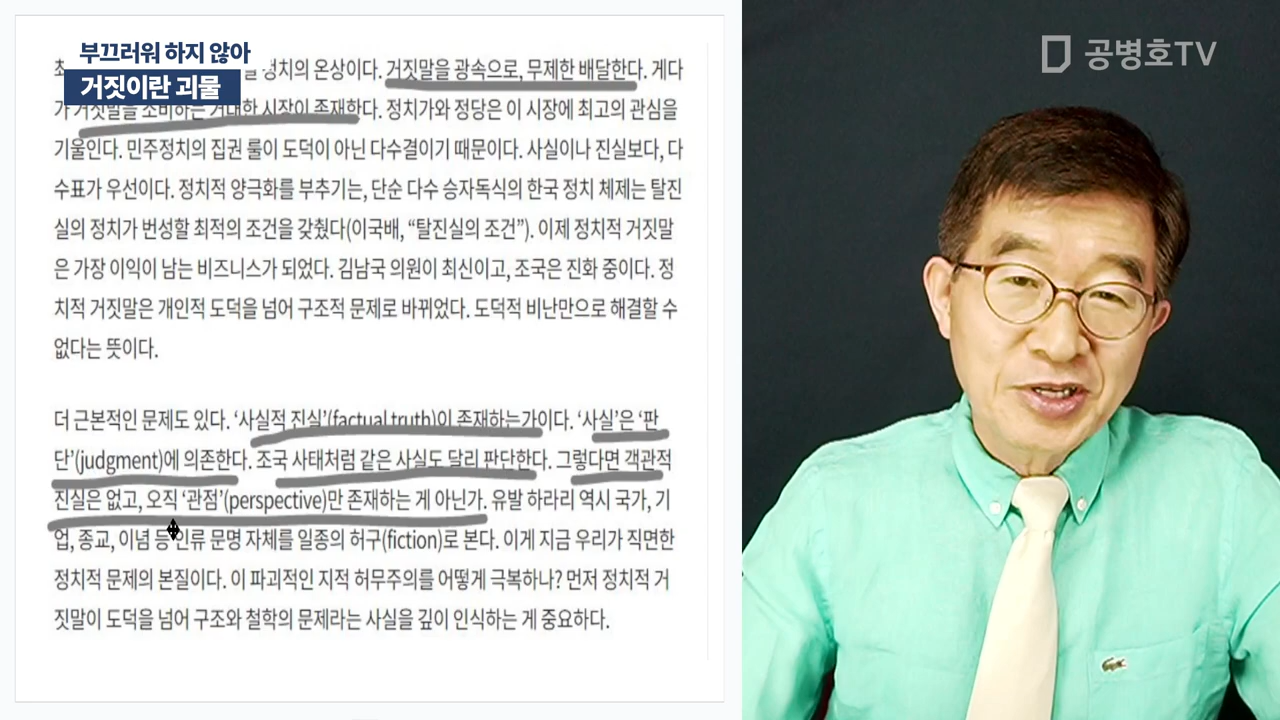 부끄러워 하지 않아
거짓이란 괴물
공병호TV
정치의 온상이다. 거짓말을 광속으로, 무제한 배달한다. 게다
가 거짓말을 소비하는 거대한 시장이 존재한다. 정치가와 정당은 이 시장에 최고의 관심을
기울인다. 민주정치의 집권 룰이 도덕이 아닌 다수결이기 때문이다. 사실이나 진실보다, 다
수표가 우선이다. 정치적 양극화를 부추기는, 단순 다수 승자독식의 한국 정치 체제는 탈진
실의 정치가 번성할 최적의 조건을 갖췄다(이국배, “탈진실의 조건”). 이제 정치적 거짓말
은 가장 이익이 남는 비즈니스가 되었다. 김남국 의원이 최신이고, 조국은 진화 중이다. 정
치적 거짓말은 개인적 도덕을 넘어 구조적 문제로 바뀌었다. 도덕적 비난만으로 해결할 수
없다는 뜻이다.
더 근본적인 문제도 있다. ‘사실적 진실’(factual truth)이 존재하는가이다. ‘사실’은 ‘판
단’(judgment)에 의존한다. 조국 사태처럼 같은 사실도 달리 판단한다. 그렇다면 객관적
진실은 없고, 오직 ‘관점’(perspective)만 존재하는 게 아닌가. 유발 하라리 역시 국가, 기
업, 종교, 이념 등 인류 문명 자체를 일종의 허구(fiction)로 본다. 이게 지금 우리가 직면한
정치적 문제의 본질이다. 이 파괴적인 지적 허무주의를 어떻게 극복하나? 먼저 정치적 거
짓말이 도덕을 넘어 구조와 철학의 문제라는 사실을 깊이 인식하는 게 중요하다.